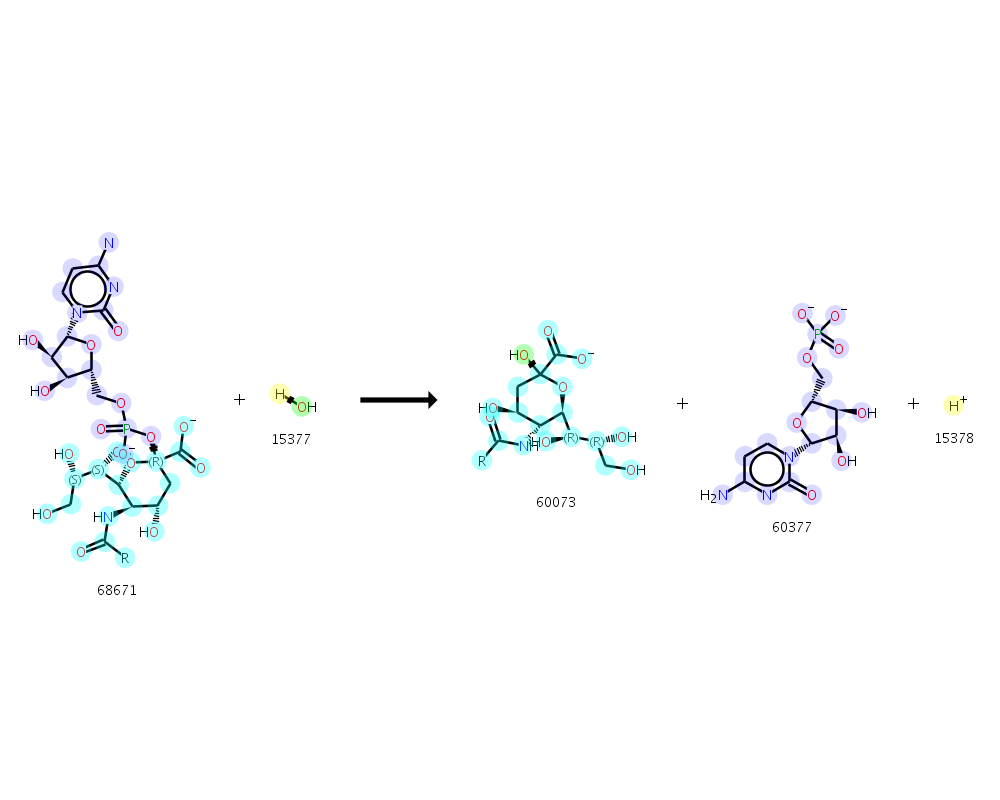 N
N
N
O
HO
O
HO
O
O P O O⁻
HO (S) (S) O⁻ O (R) O
HO
HN HO
O R
68671
+
H OH
15377
O
HO O⁻
O
HO
O HO (R) (R) OH
R NH OH
60073
+
O⁻ O⁻
P
O O
O OH
N OH
H₂N N O
60377
+
H⁺
15378